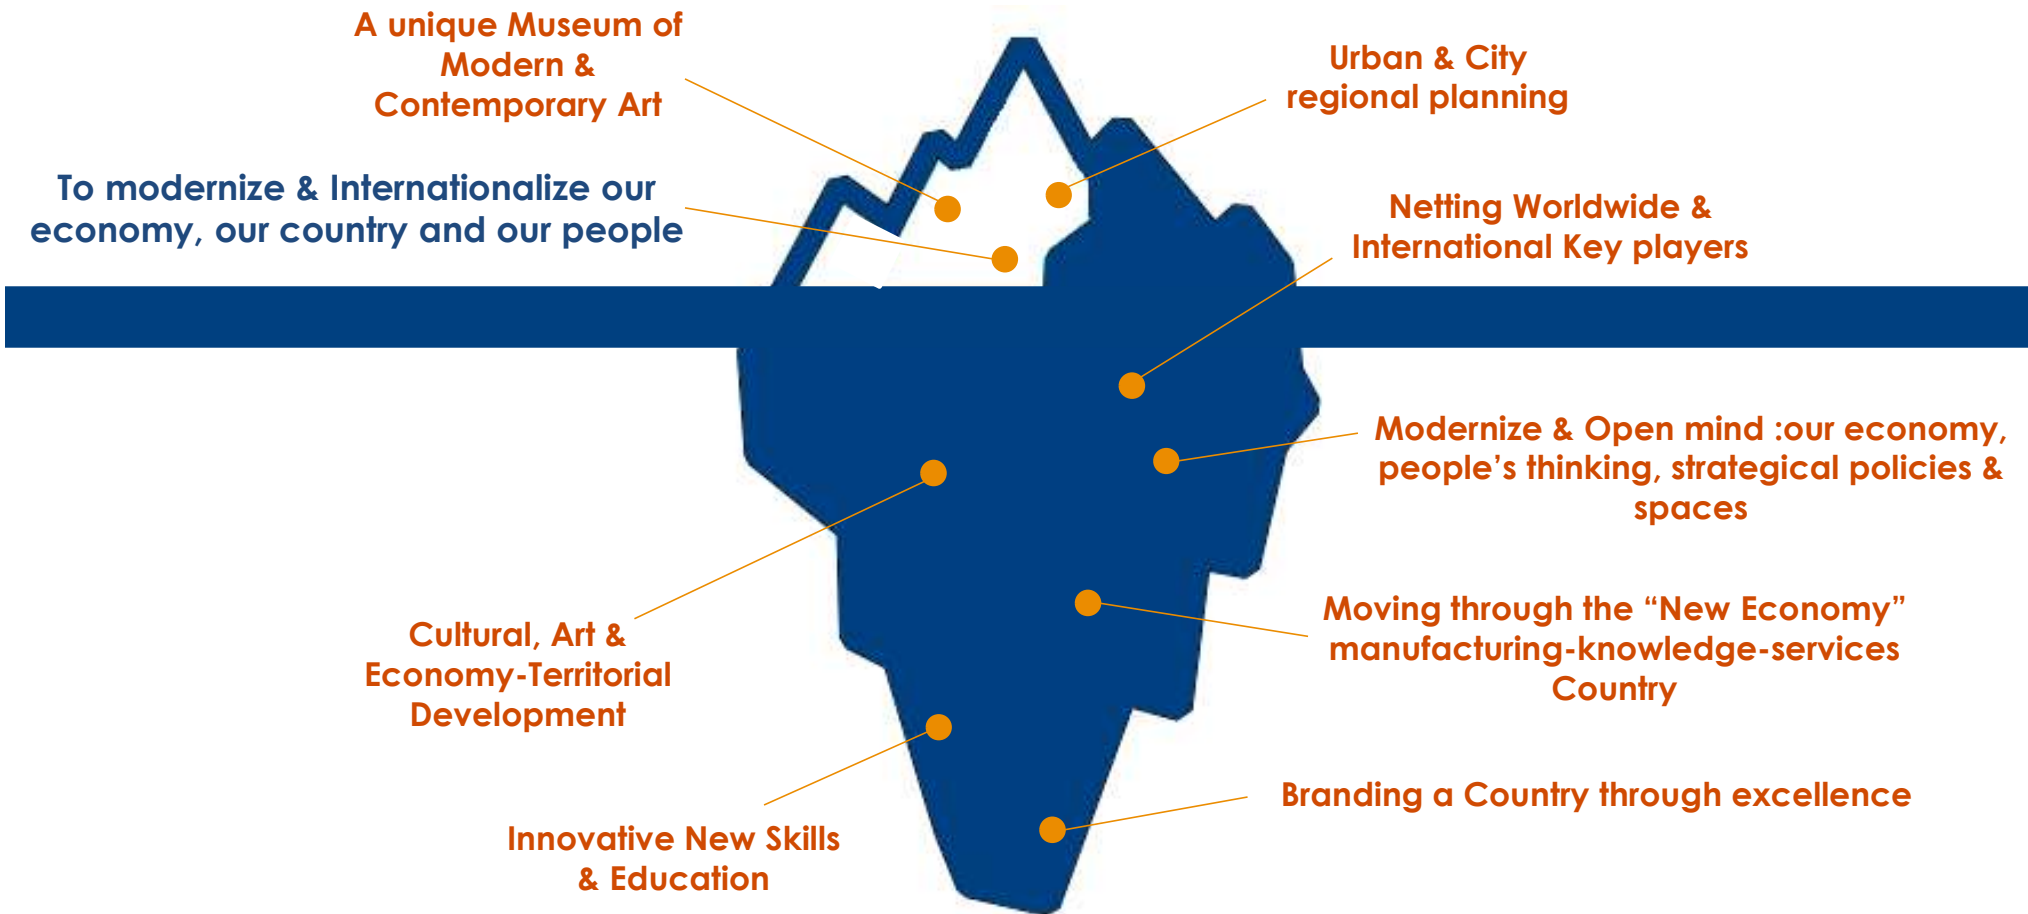 A unique Museum of
Modern &
Contemporary Art
Urban & City
regional planning
To modernize & Internationalize our
economy, our country and our people
Netting Worldwide &
International Key players
Modernize & Open mind :our economy,
people’s thinking, strategical policies &
spaces
Cultural, Art &
Economy-Territorial
Development
Moving through the “New Economy”
manufacturing-knowledge-services
Country
Innovative New Skills
& Education
Branding a Country through excellence